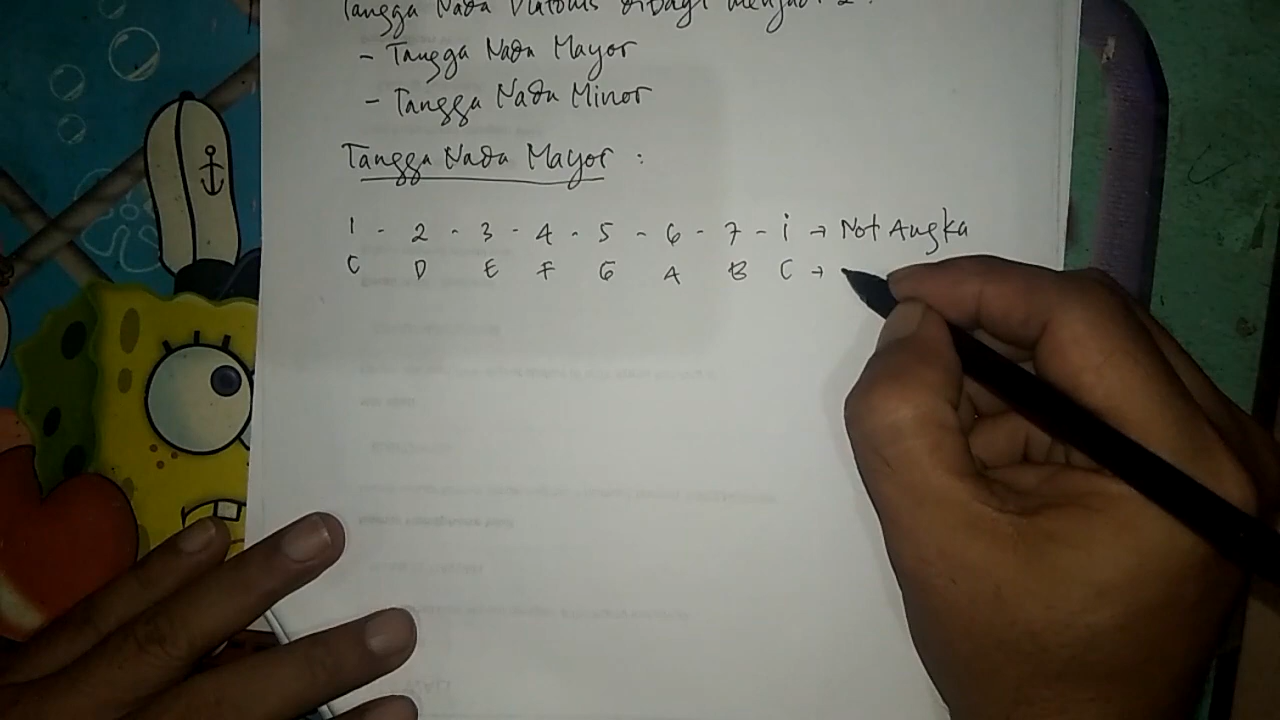 Tangga Nada Diatonis dibagi menjadi 2 :
- Tangga Nada Mayor
- Tangga Nada Minor
Tangga Nada Mayor :
1 - 2 - 3 - 4 - 5 - 6 - 7 - i → Not Angka
C D E F G A B C →